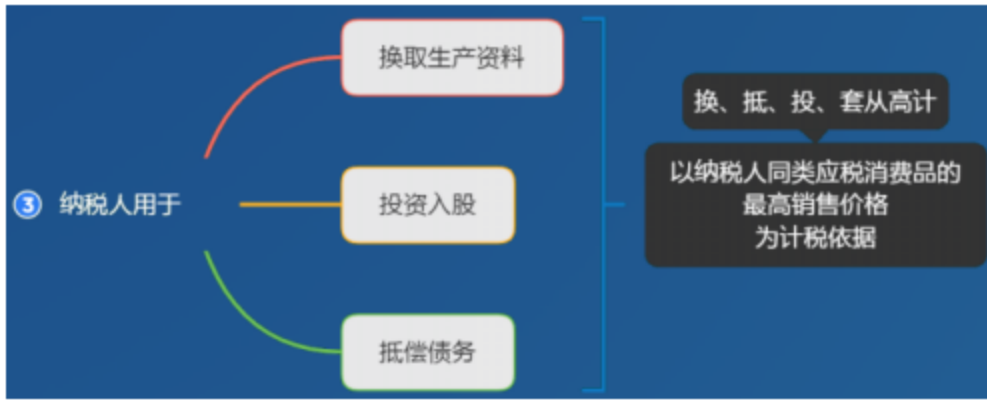 换取生产资料
换、抵、投、套从高计
以纳税人同类应税消费品的
最高销售价格
为计税依据
3 纳税人用于
投资入股
抵偿债务